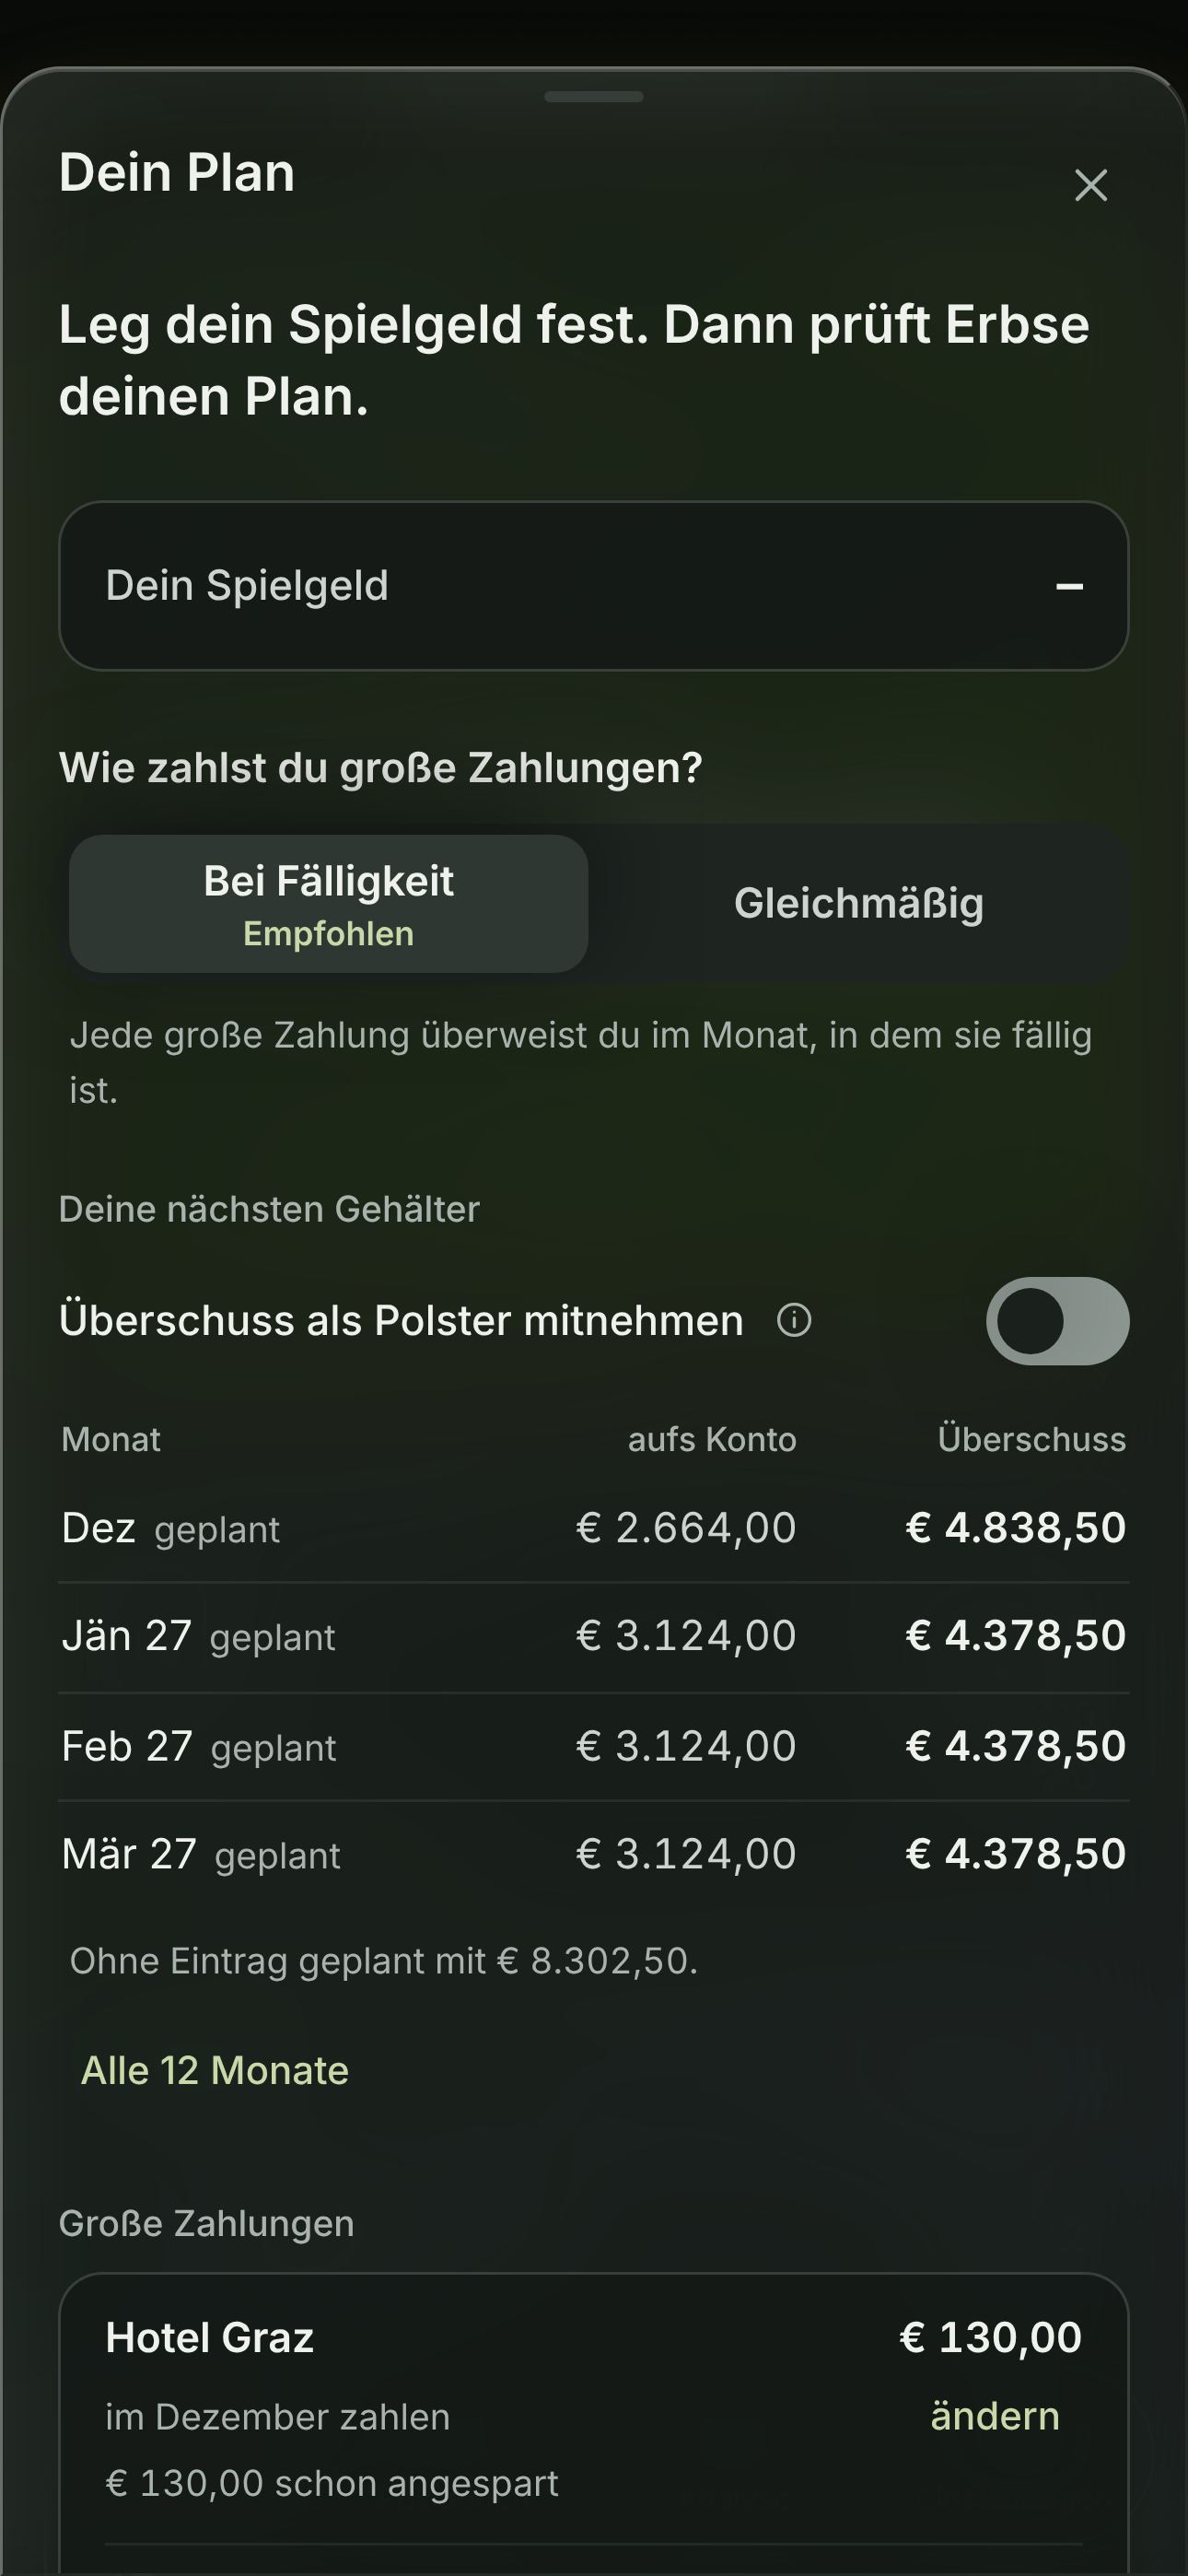 Dein Plan
Leg dein Spielgeld fest. Dann prüft Erbse
deinen Plan.
Dein Spielgeld –
Wie zahlst du große Zahlungen?
Bei Fälligkeit
Empfohlen
Gleichmäßig
Jede große Zahlung überweist du im Monat, in dem sie fällig
ist.
Deine nächsten Gehälter
Überschuss als Polster mitnehmen
Monat aufs Konto Überschuss
Dez geplant € 2.664,00 € 4.838,50
Jän 27 geplant € 3.124,00 € 4.378,50
Feb 27 geplant € 3.124,00 € 4.378,50
Mär 27 geplant € 3.124,00 € 4.378,50
Ohne Eintrag geplant mit € 8.302,50.
Alle 12 Monate
Große Zahlungen
Hotel Graz € 130,00
im Dezember zahlen ändern
€ 130,00 schon angespart